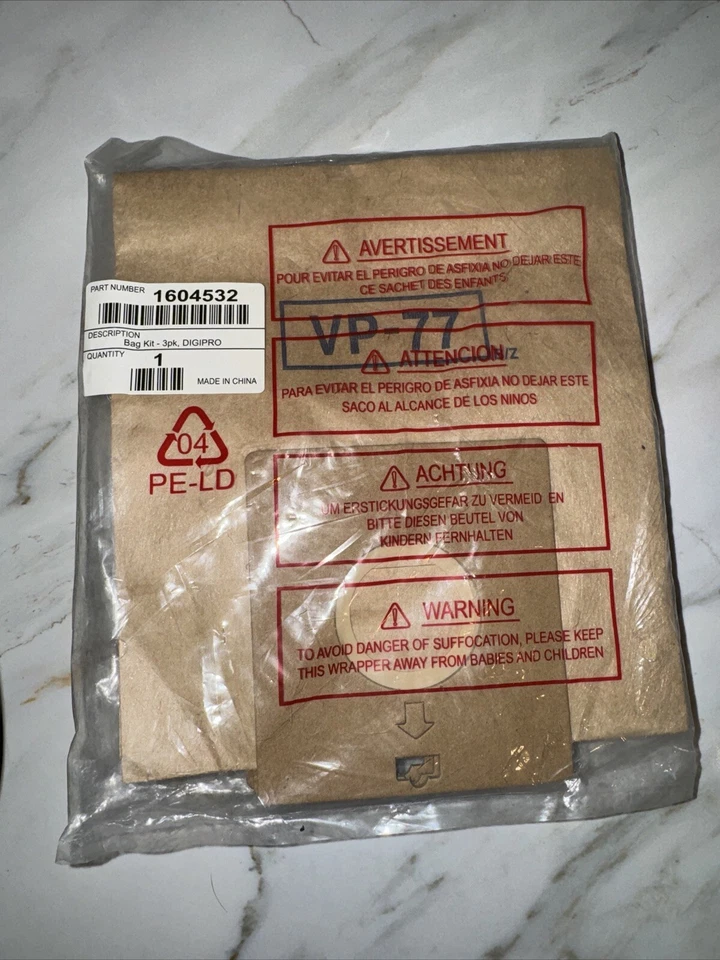 PART NUMBER 1604532
DESCRIPTION
Bag Kit - 3pk, DIGIPRO
QUANTITY 1
MADE IN CHINA
04
PE-LD
AVERTISSEMENT
POUR EVITAR EL PERIGRO DE ASFIXIA NO DEJAR ESTE
CE SACHET DES ENFANTS
VP-77
ATTENCION
PARA EVITAR EL PERIGRO DE ASFIXIA NO DEJAR ESTE
SACO AL ALCANCE DE LOS NINOS
ACHTUNG
UM ERSTICKUNGSGEFAR ZU VERMEID EN
BITTE DIESEN BEUTEL VON
KINDERN FERNHALTEN
WARNING
TO AVOID DANGER OF SUFFOCATION, PLEASE KEEP
THIS WRAPPER AWAY FROM BABIES AND CHILDREN